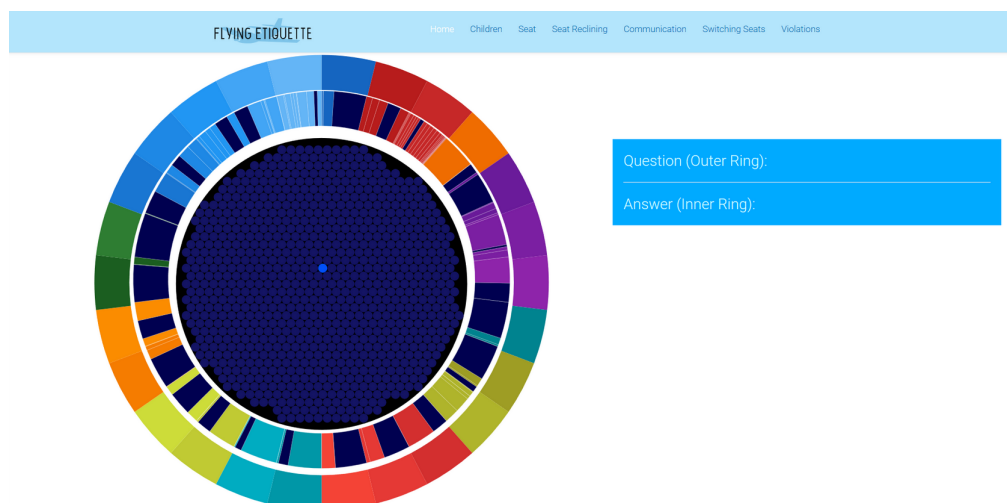 FLYING ETIQUETTE
Home Children Seat Seat Reclining Communication Switching Seats Violations
Question (Outer Ring):
Answer (Inner Ring):